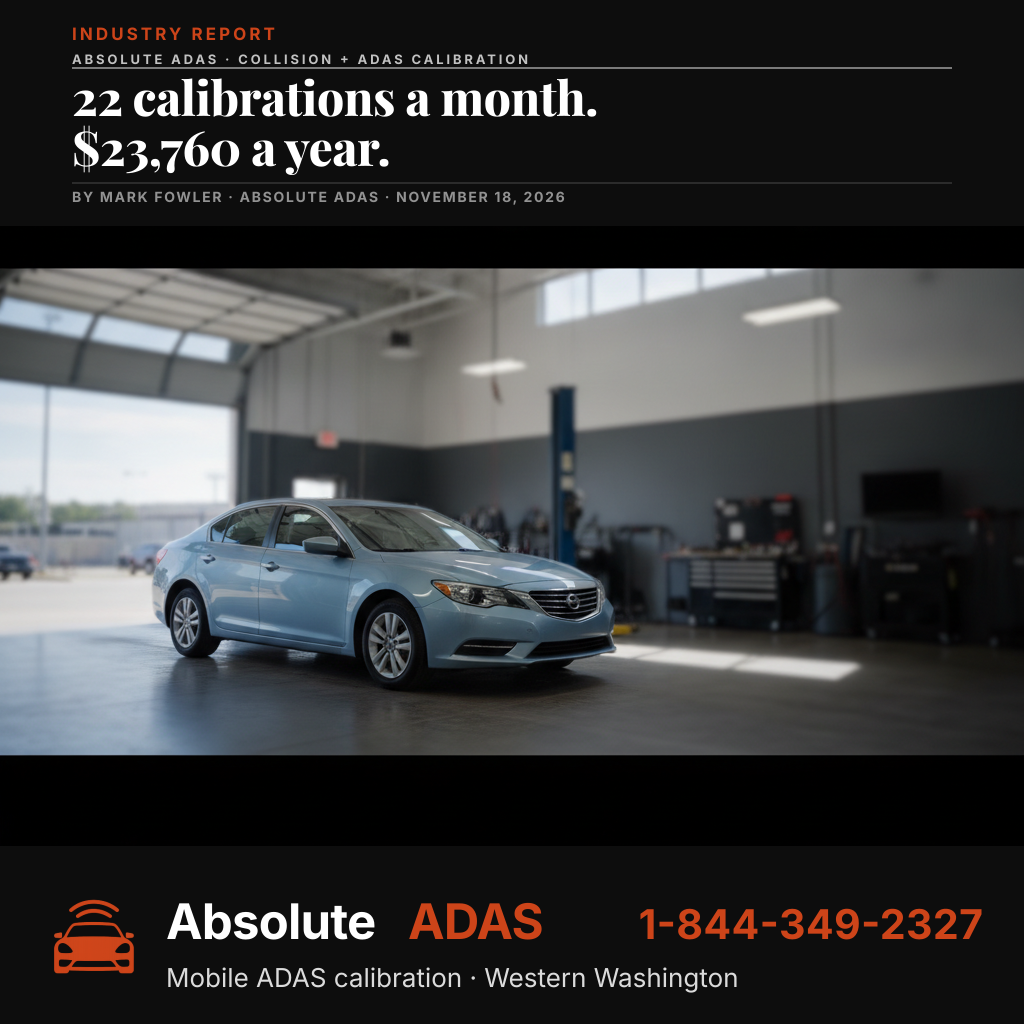 INDUSTRY REPORT
ABSOLUTE ADAS · COLLISION + ADAS CALIBRATION
22 calibrations a month.
$23,760 a year.
BY MARK FOWLER · ABSOLUTE ADAS · NOVEMBER 18, 2026
Absolute ADAS 1-844-349-2327
Mobile ADAS calibration · Western Washington